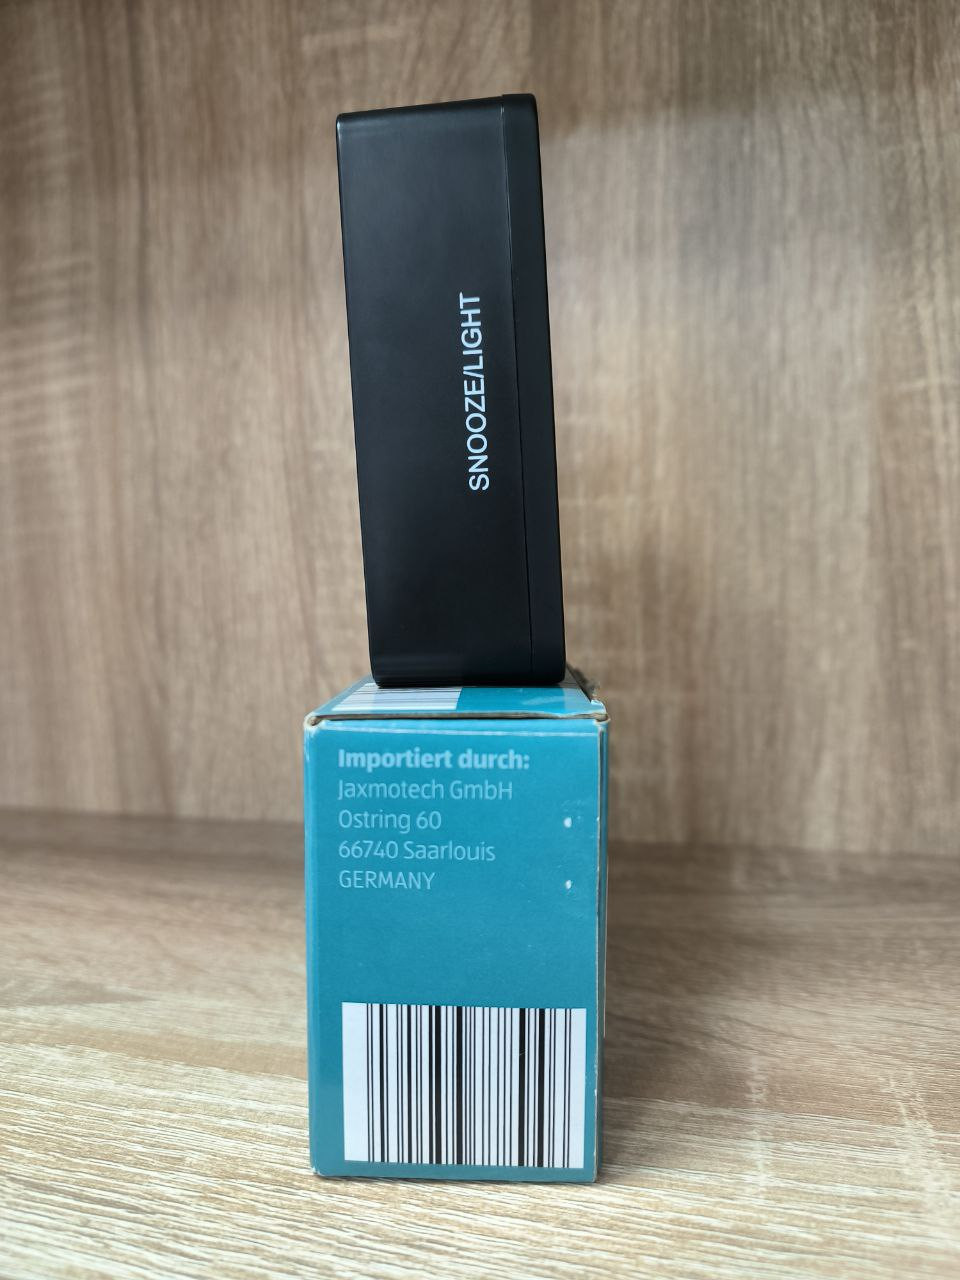 SNOOZE/LIGHT
Importiert durch:
Jaxmotech GmbH
Ostring 60
66740 Saarlouis
GERMANY